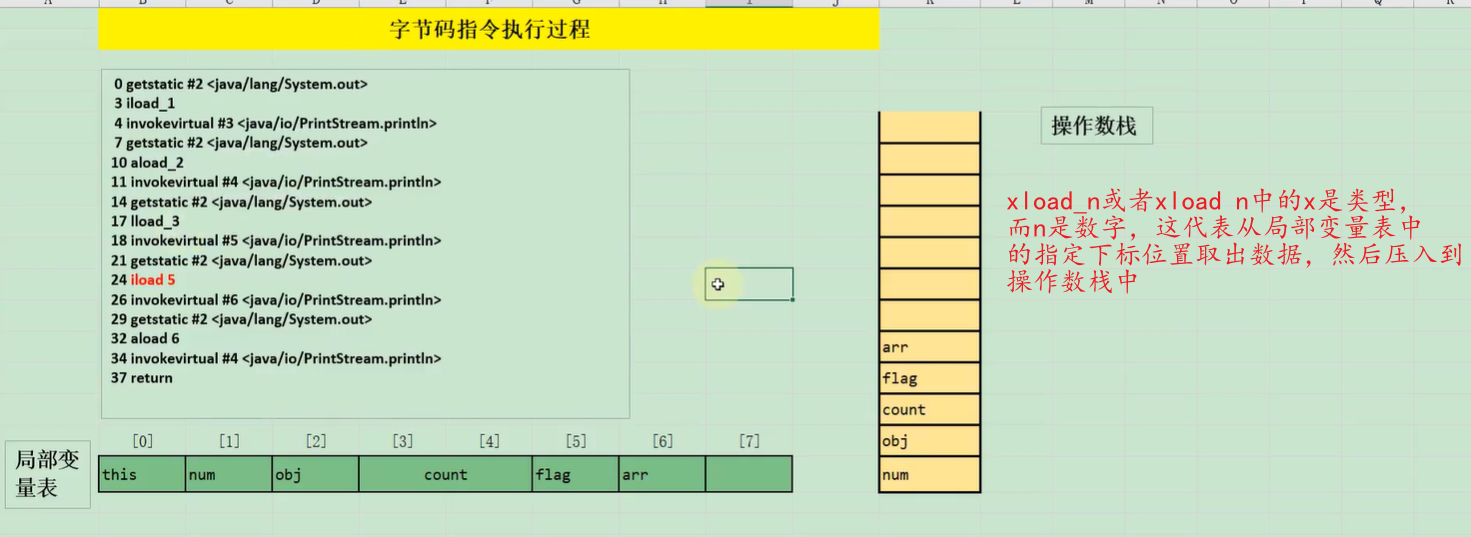 字节码指令执行过程
0 getstatic #2 <java/lang/System.out>
3 iload_1
4 invokevirtual #3 <java/io/PrintStream.println>
7 getstatic #2 <java/lang/System.out>
10 aload_2
11 invokevirtual #4 <java/io/PrintStream.println>
14 getstatic #2 <java/lang/System.out>
17 lload_3
18 invokevirtual #5 <java/io/PrintStream.println>
21 getstatic #2 <java/lang/System.out>
24 iload 5
26 invokevirtual #6 <java/io/PrintStream.println>
29 getstatic #2 <java/lang/System.out>
32 aload 6
34 invokevirtual #4 <java/io/PrintStream.println>
37 return
操作数栈
xload_n或者xload n中的x是类型，
而n是数字，这代表从局部变量表中
的指定下标位置取出数据，然后压入到
操作数栈中
arr
flag
count
obj
num
[0] [1] [2] [3] [4] [5] [6] [7]
局部变
量表
this num obj count flag arr